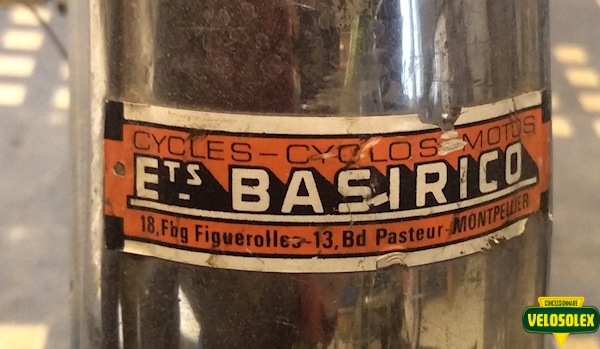 CYCLES-CYCLOS-MOTOS
ETS BASIRICO
18, Fbg Figuerolles-13, Bd Pasteur-MONTPELLIER
CONCESSIONNAIRE
VELOSOLEX